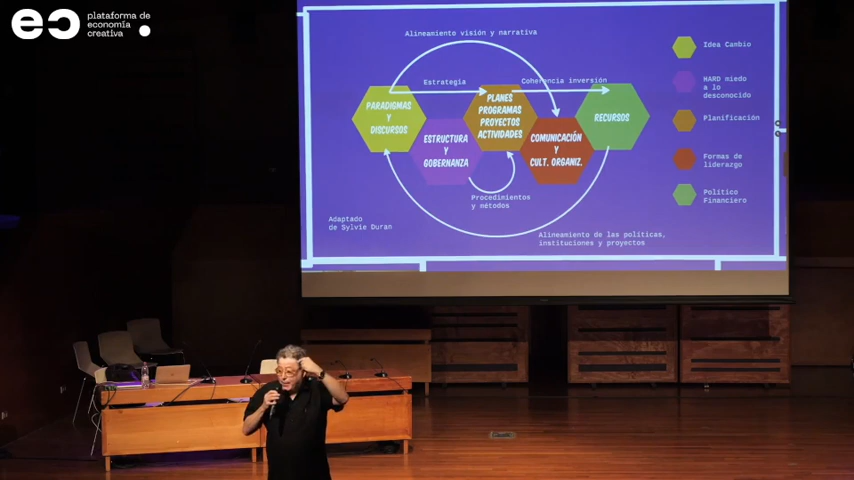 plataforma de
economía
creativa
Alineamiento visión y narrativa
Estrategia
Coherencia inversión
PARADIGMAS
Y
DISCURSOS
ESTRUCTURA
Y
GOBERNANZA
PLANES
PROGRAMAS
PROYECTOS
ACTIVIDADES
COMUNICACIÓN
Y
CULT. ORGANIZ.
RECURSOS
Procedimientos
y métodos
Adaptado
de Sylvie Duran
Alineamiento de las políticas,
instituciones y proyectos
Idea Cambio
HARD miedo
a lo
desconocido
Planificación
Formas de
liderazgo
Político
Financiero